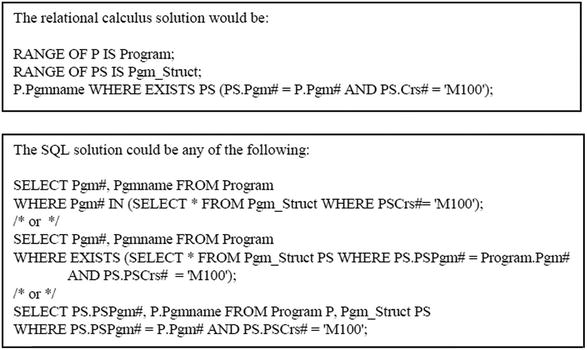 The relational calculus solution would be:
RANGE OF P IS Program;
RANGE OF PS IS Pgm_Struct;
P.Pgmname WHERE EXISTS PS (PS.Pgm# = P.Pgm# AND PS.Crs# = 'M100');
The SQL solution could be any of the following:
SELECT Pgm#, Pgmname FROM Program
WHERE Pgm# IN (SELECT * FROM Pgm_Struct WHERE PSCrs#= 'M100');
/* or */
SELECT Pgm#, Pgmname FROM Program
WHERE EXISTS (SELECT * FROM Pgm_Struct PS WHERE PS.PSPgm# = Program.Pgm#
AND PS.PSCrs# = 'M100');
/* or */
SELECT PS.PSPgm#, P.Pgmname FROM Program P, Pgm_Struct PS
WHERE PS.PSPgm# = P.Pgm# AND PS.PSCrs# = 'M100';